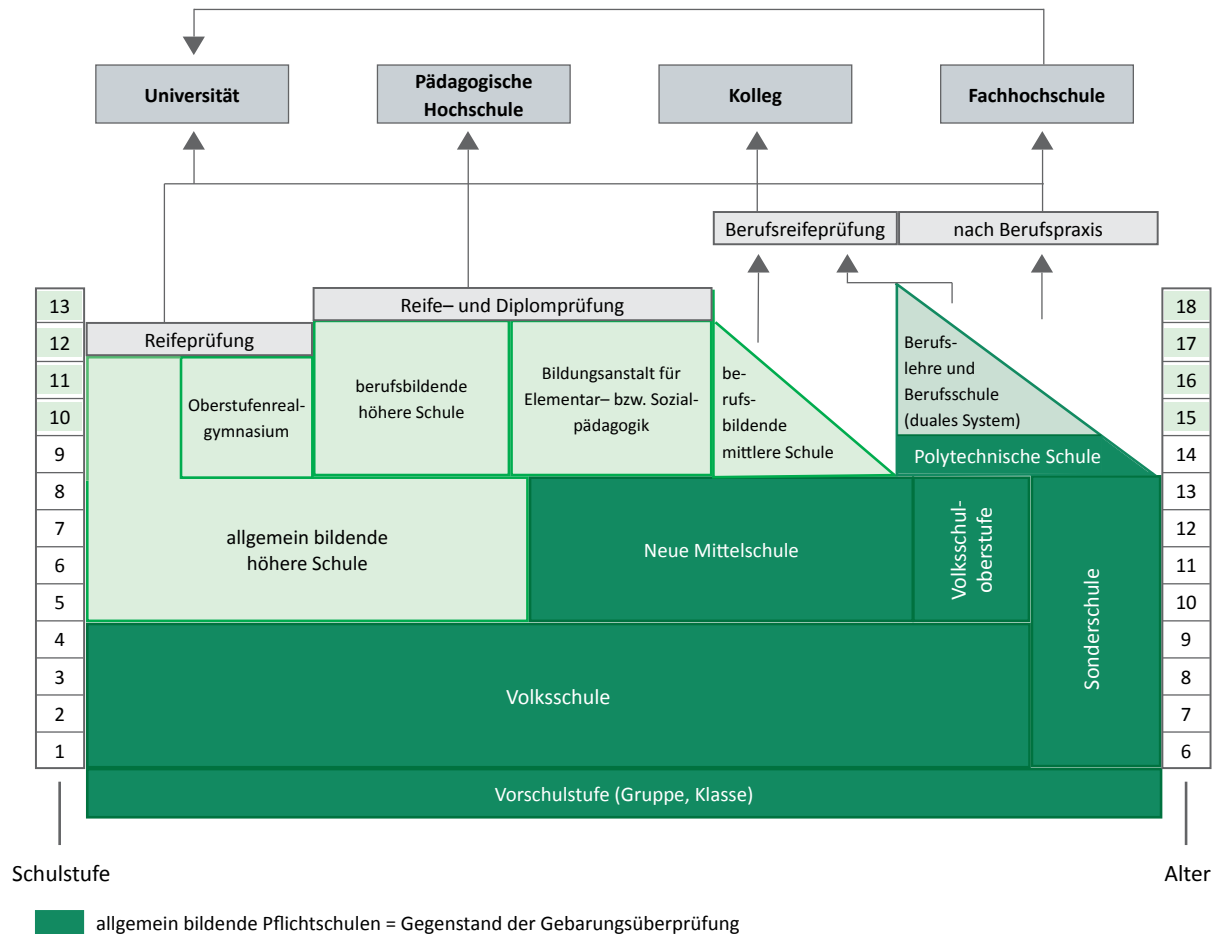 Universität
Pädagogische
Hochschule
Kolleg
Fachhochschule
Berufsreifeprüfung
nach Berufspraxis
Reife– und Diplomprüfung
Reifeprüfung
13
12
11
10
9
8
7
6
5
4
3
2
1
18
17
16
15
14
13
12
11
10
9
8
7
6
Oberstufenreal-
gymnasium
berufsbildende
höhere Schule
Bildungsanstalt für
Elementar– bzw. Sozial-
pädagogik
be-
rufs-
bildende
mittlere Schule
Berufs-
lehre und
Berufsschule
(duales System)
Polytechnische Schule
allgemein bildende
höhere Schule
Neue Mittelschule
Volksschul-
oberstufe
Sonderschule
Volksschule
Vorschulstufe (Gruppe, Klasse)
Schulstufe
Alter
allgemein bildende Pflichtschulen = Gegenstand der Gebarungsüberprüfung